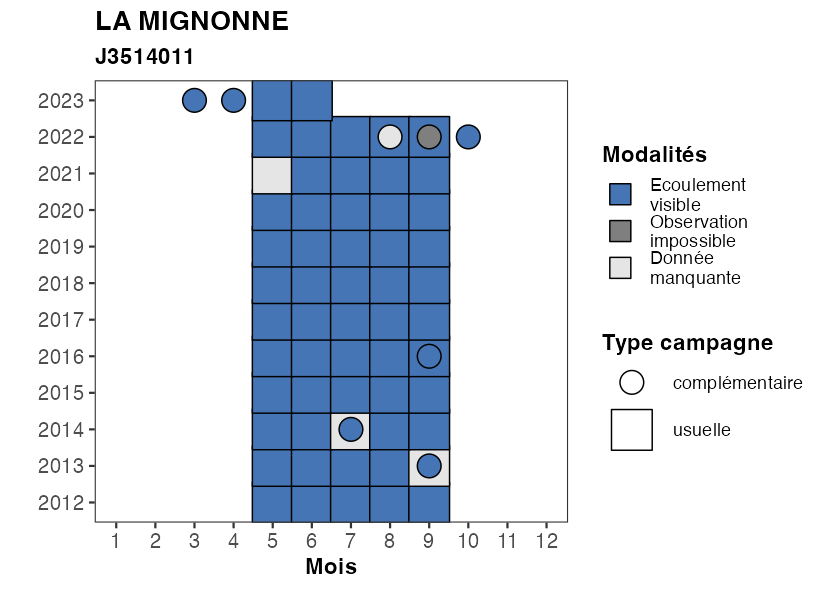 LA MIGNONNE
J3514011
2023
2022
2021
2020
2019
2018
2017
2016
2015
2014
2013
2012
1 2 3 4 5 6 7 8 9 10 11 12
Mois
Modalités
Ecoulement
visible
Observation
impossible
Donnée
manquante
Type campagne
complémentaire
usuelle